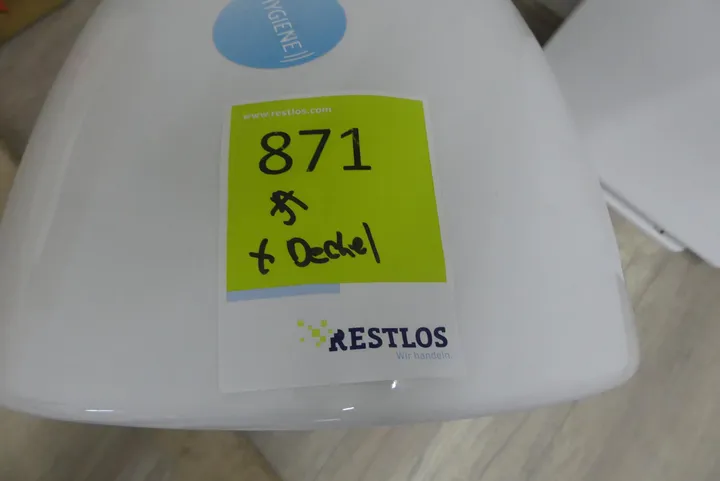 HYGIENE
www.restlos.com
871
+ Deckel
RESTLOS
Wir handeln.